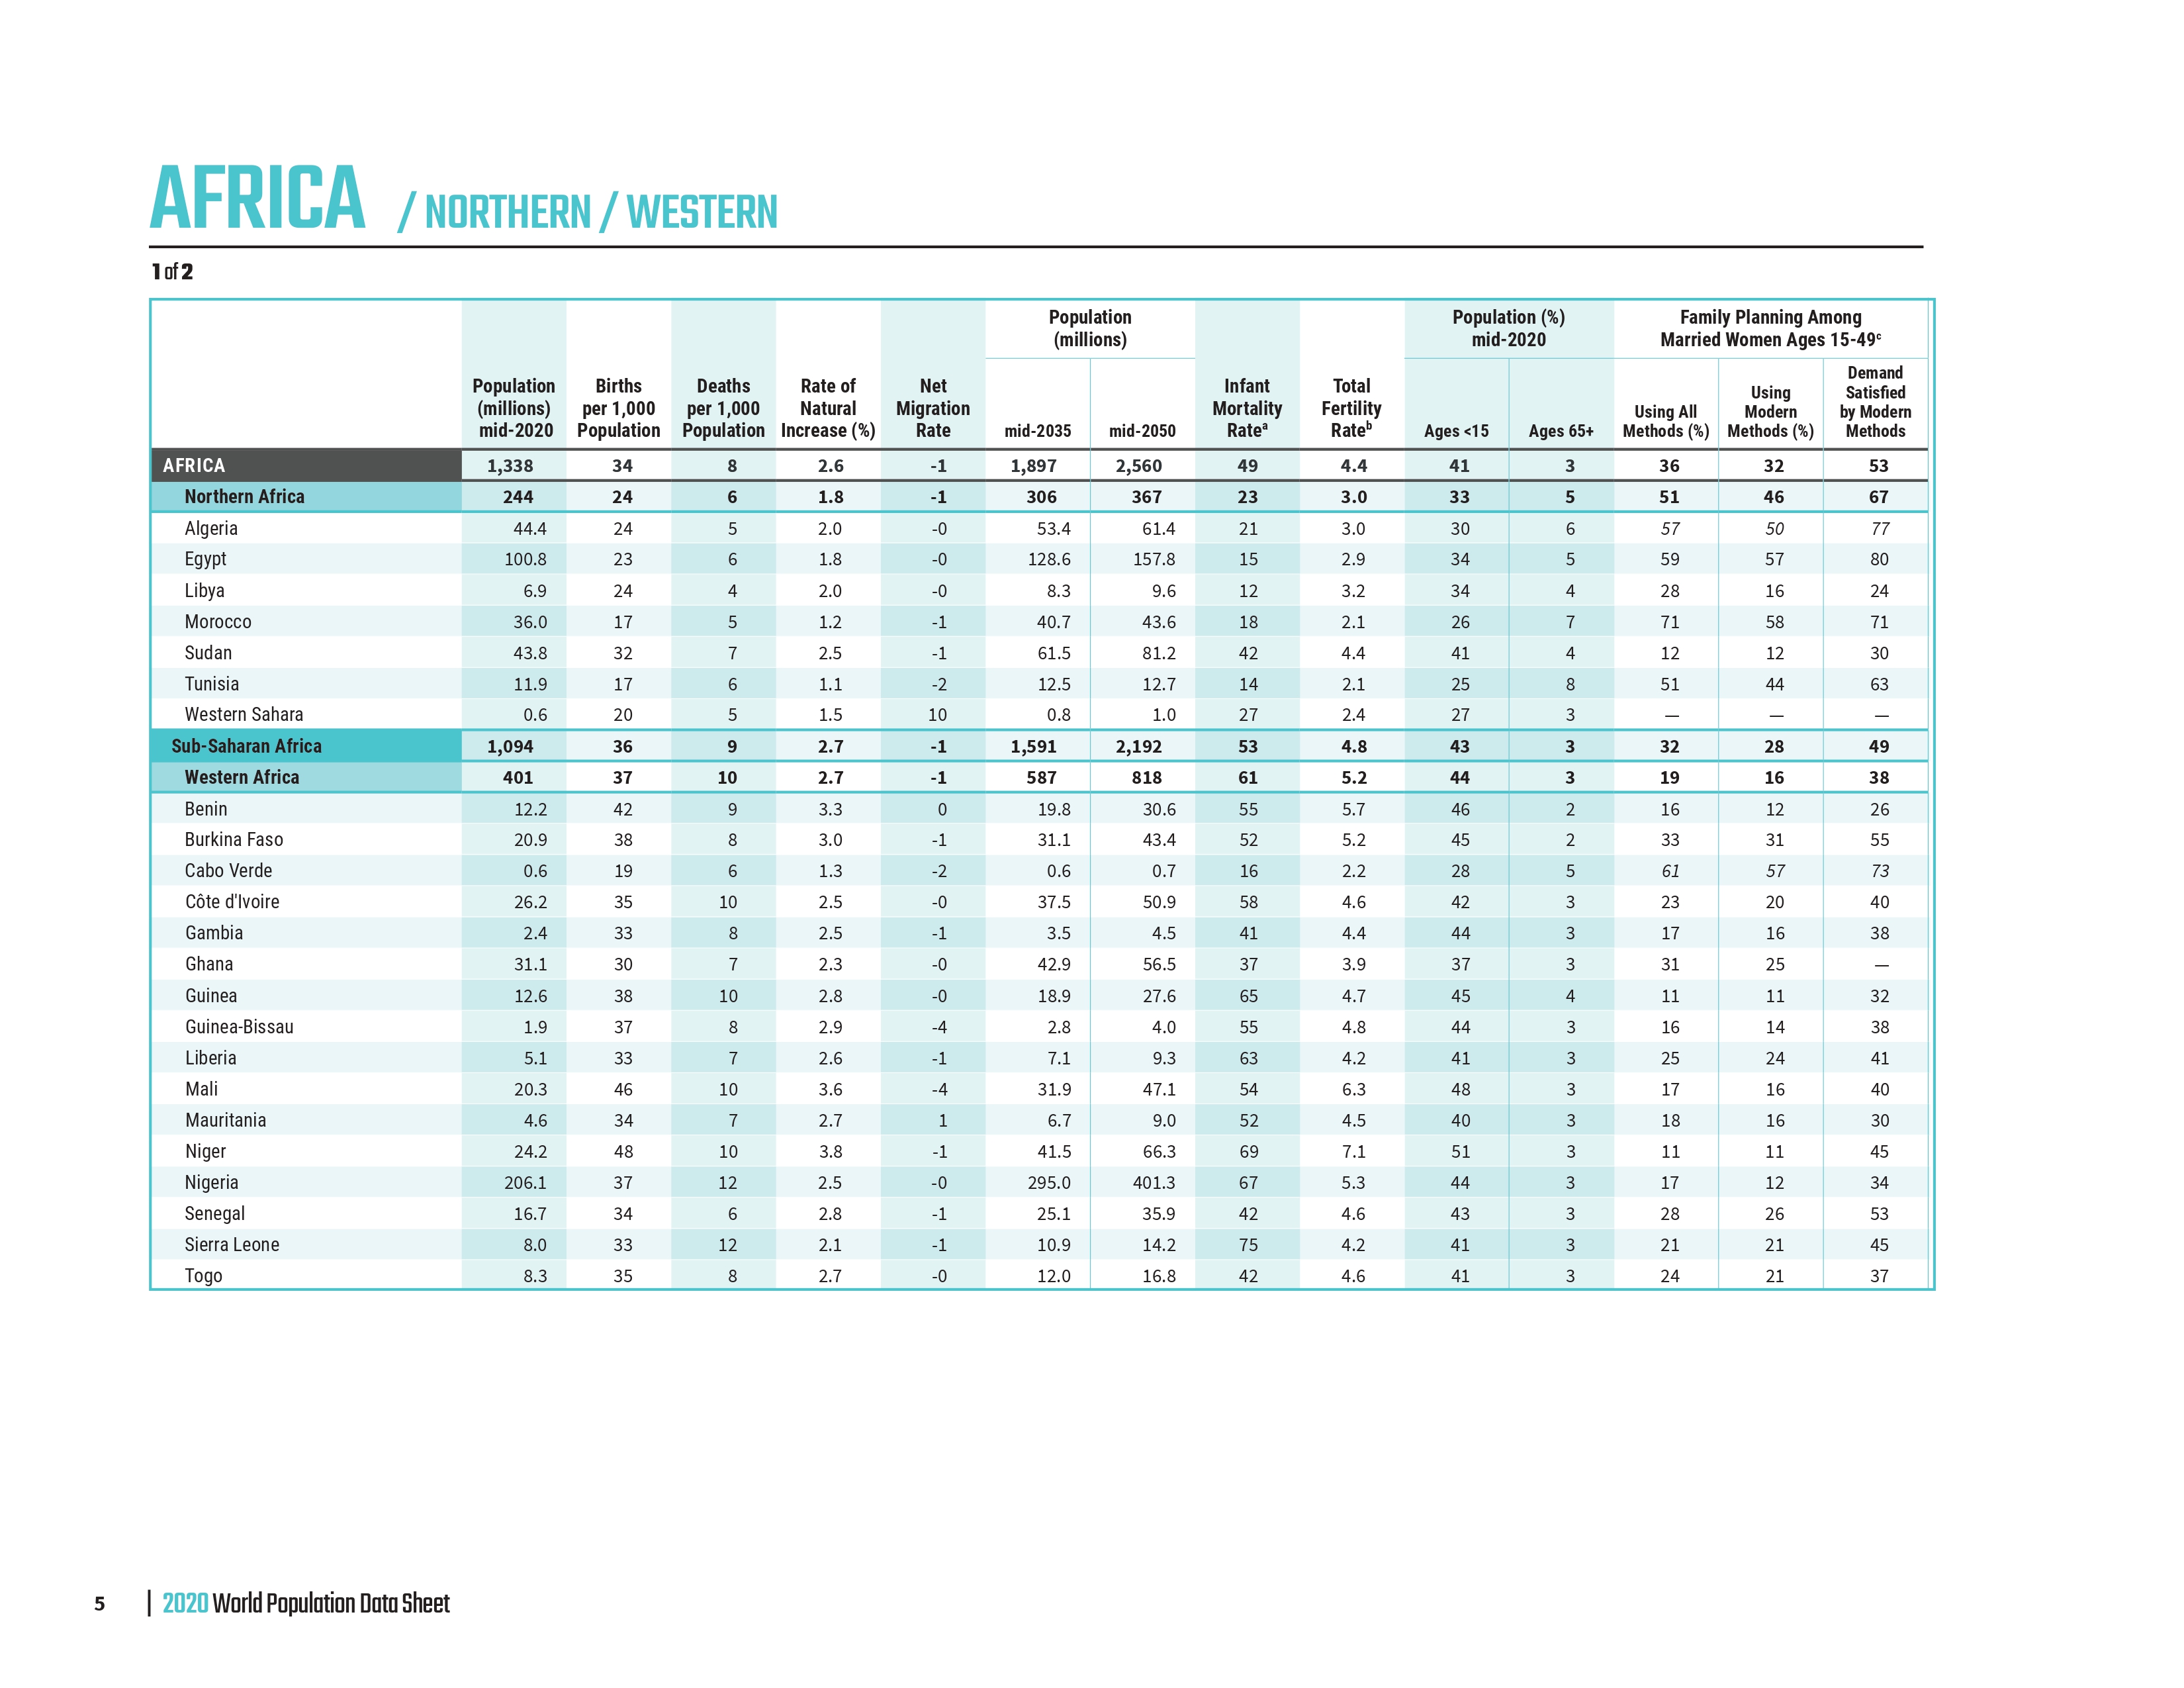 AFRICA / NORTHERN / WESTERN
1 of 2
Population (millions) mid-2020 Births per 1,000 Population Deaths per 1,000 Population Rate of Natural Increase (%) Net Migration Rate Population (millions) mid-2035 mid-2050 Infant Mortality Rateª Total Fertility Rateᵇ Population (%) mid-2020 Ages <15 Ages 65+ Family Planning Among Married Women Ages 15-49ᶜ Using All Methods (%) Using Modern Methods (%) Demand Satisfied by Modern Methods
AFRICA 1,338 34 8 2.6 -1 1,897 2,560 49 4.4 41 3 36 32 53
Northern Africa 244 24 6 1.8 -1 306 367 23 3.0 33 5 51 46 67
Algeria 44.4 24 5 2.0 -0 53.4 61.4 21 3.0 30 6 57 50 77
Egypt 100.8 23 6 1.8 -0 128.6 157.8 15 2.9 34 5 59 57 80
Libya 6.9 24 4 2.0 -0 8.3 9.6 12 3.2 34 4 28 16 24
Morocco 36.0 17 5 1.2 -1 40.7 43.6 18 2.1 26 7 71 58 71
Sudan 43.8 32 7 2.5 -1 61.5 81.2 42 4.4 41 4 12 12 30
Tunisia 11.9 17 6 1.1 -2 12.5 12.7 14 2.1 25 8 51 44 63
Western Sahara 0.6 20 5 1.5 10 0.8 1.0 27 2.4 27 3 — — —
Sub-Saharan Africa 1,094 36 9 2.7 -1 1,591 2,192 53 4.8 43 3 32 28 49
Western Africa 401 37 10 2.7 -1 587 818 61 5.2 44 3 19 16 38
Benin 12.2 42 9 3.3 0 19.8 30.6 55 5.7 46 2 16 12 26
Burkina Faso 20.9 38 8 3.0 -1 31.1 43.4 52 5.2 45 2 33 31 55
Cabo Verde 0.6 19 6 1.3 -2 0.6 0.7 16 2.2 28 5 61 57 73
Côte d'Ivoire 26.2 35 10 2.5 -0 37.5 50.9 58 4.6 42 3 23 20 40
Gambia 2.4 33 8 2.5 -1 3.5 4.5 41 4.4 44 3 17 16 38
Ghana 31.1 30 7 2.3 -0 42.9 56.5 37 3.9 37 3 31 25 —
Guinea 12.6 38 10 2.8 -0 18.9 27.6 65 4.7 45 4 11 11 32
Guinea-Bissau 1.9 37 8 2.9 -4 2.8 4.0 55 4.8 44 3 16 14 38
Liberia 5.1 33 7 2.6 -1 7.1 9.3 63 4.2 41 3 25 24 41
Mali 20.3 46 10 3.6 -4 31.9 47.1 54 6.3 48 3 17 16 40
Mauritania 4.6 34 7 2.7 1 6.7 9.0 52 4.5 40 3 18 16 30
Niger 24.2 48 10 3.8 -1 41.5 66.3 69 7.1 51 3 11 11 45
Nigeria 206.1 37 12 2.5 -0 295.0 401.3 67 5.3 44 3 17 12 34
Senegal 16.7 34 6 2.8 -1 25.1 35.9 42 4.6 43 3 28 26 53
Sierra Leone 8.0 33 12 2.1 -1 10.9 14.2 75 4.2 41 3 21 21 45
Togo 8.3 35 8 2.7 -0 12.0 16.8 42 4.6 41 3 24 21 37
5 | 2020 World Population Data Sheet